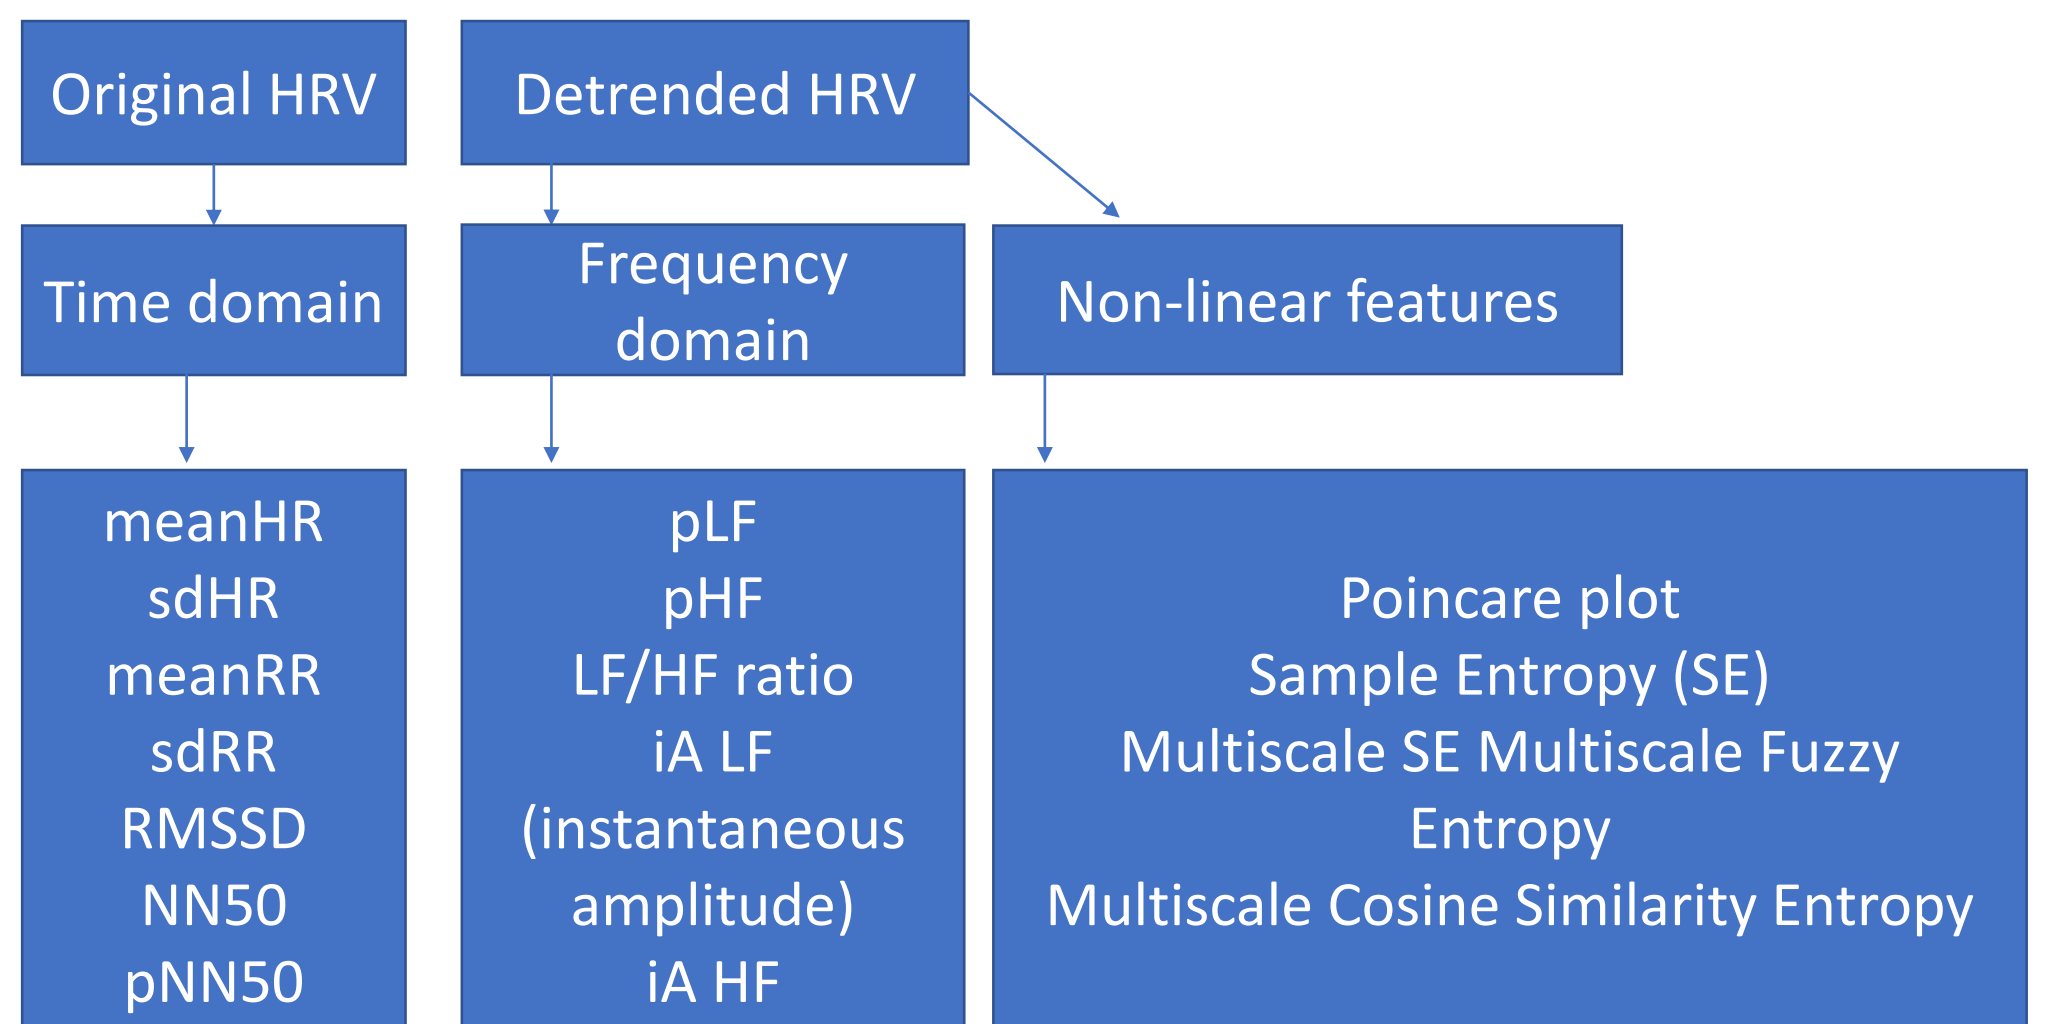 Original HRV
Detrended HRV
Time domain
Frequency
domain
Non-linear features
meanHR
sdHR
meanRR
sdRR
RMSSD
NN50
pNN50
pLF
pHF
LF/HF ratio
iA LF
(instantaneous
amplitude)
iA HF
Poincare plot
Sample Entropy (SE)
Multiscale SE Multiscale Fuzzy
Entropy
Multiscale Cosine Similarity Entropy